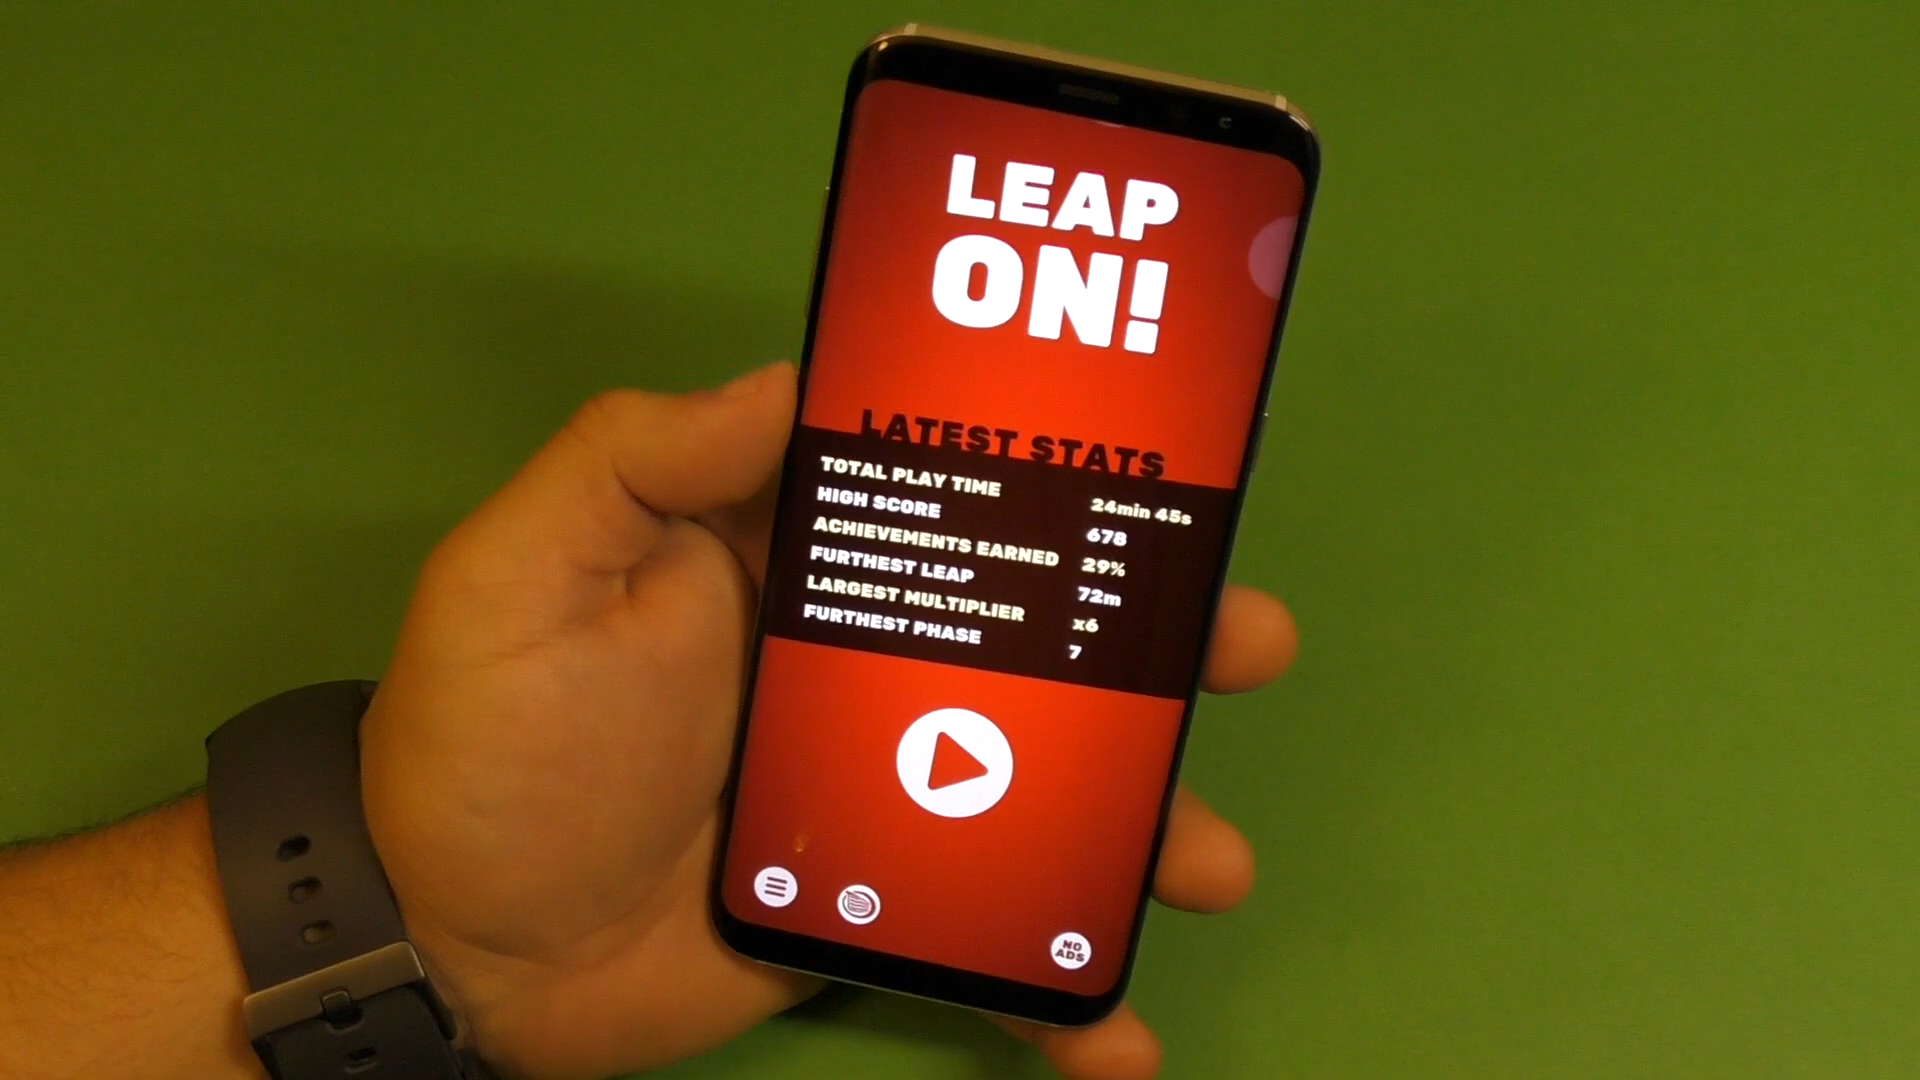 LEAP
ON!
LATEST STATS
TOTAL PLAY TIME 24min 45s
HIGH SCORE 678
ACHIEVEMENTS EARNED 29%
FURTHEST LEAP 72m
LARGEST MULTIPLIER x6
FURTHEST PHASE 7
NO
ADS